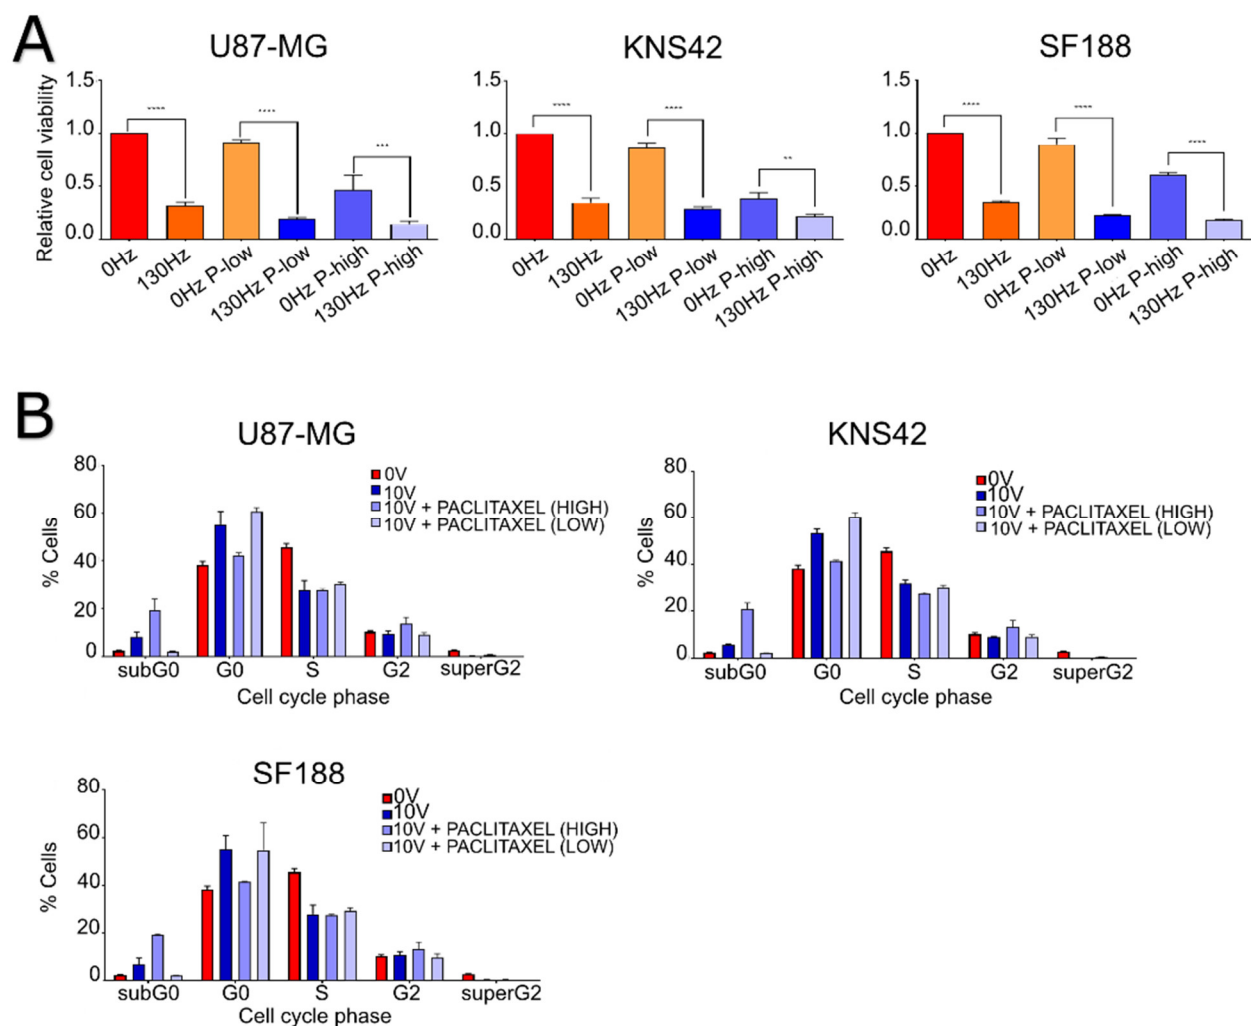 A
U87-MG
KNS42
SF188
Relative cell viability
1.5
1.0
0.5
0.0
****
****
***
0Hz
130Hz
0Hz P-low
130Hz P-low
0Hz P-high
130Hz P-high
1.5
1.0
0.5
0.0
****
****
**
0Hz
130Hz
0Hz P-low
130Hz P-low
0Hz P-high
130Hz P-high
1.5
1.0
0.5
0.0
****
****
****
0Hz
130Hz
0Hz P-low
130Hz P-low
0Hz P-high
130Hz P-high
B
U87-MG
% Cells
80
60
40
20
0
0V
10V
10V + PACLITAXEL (HIGH)
10V + PACLITAXEL (LOW)
subG0 G0 S G2 superG2
Cell cycle phase
KNS42
% Cells
80
60
40
20
0
0V
10V
10V + PACLITAXEL (HIGH)
10V + PACLITAXEL (LOW)
subG0 G0 S G2 superG2
Cell cycle phase
SF188
% Cells
80
60
40
20
0
0V
10V
10V + PACLITAXEL (HIGH)
10V + PACLITAXEL (LOW)
subG0 G0 S G2 superG2
Cell cycle phase